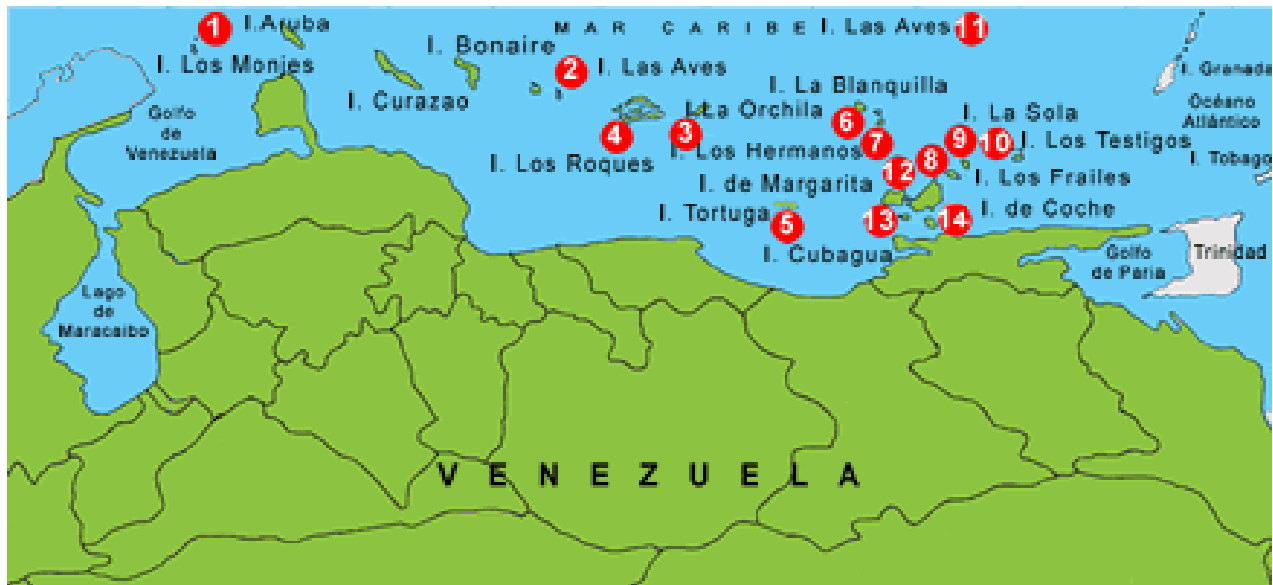 1
I.Aruba
MAR CARIBE
I. Las Aves
11
I. Los Monjes
I. Bonaire
2
I. Las Aves
I. Granada
I. Curazao
I. La Blanquilla
Océano
Atlántico
Golfo
de
Venezuela
4
3
I La Orchila
6
I. La Sola
I. Los Roques
I. Los Hermanos
7
9
10
I. Los Testigos
I. Tobago
12
8
I. de Margarita
I. Los Frailes
I. Tortuga
5
13
14
I. de Coche
I. Cubagua
Golfo
de Paria
Trinidad
Lago
de
Maracaibo
VENEZUELA